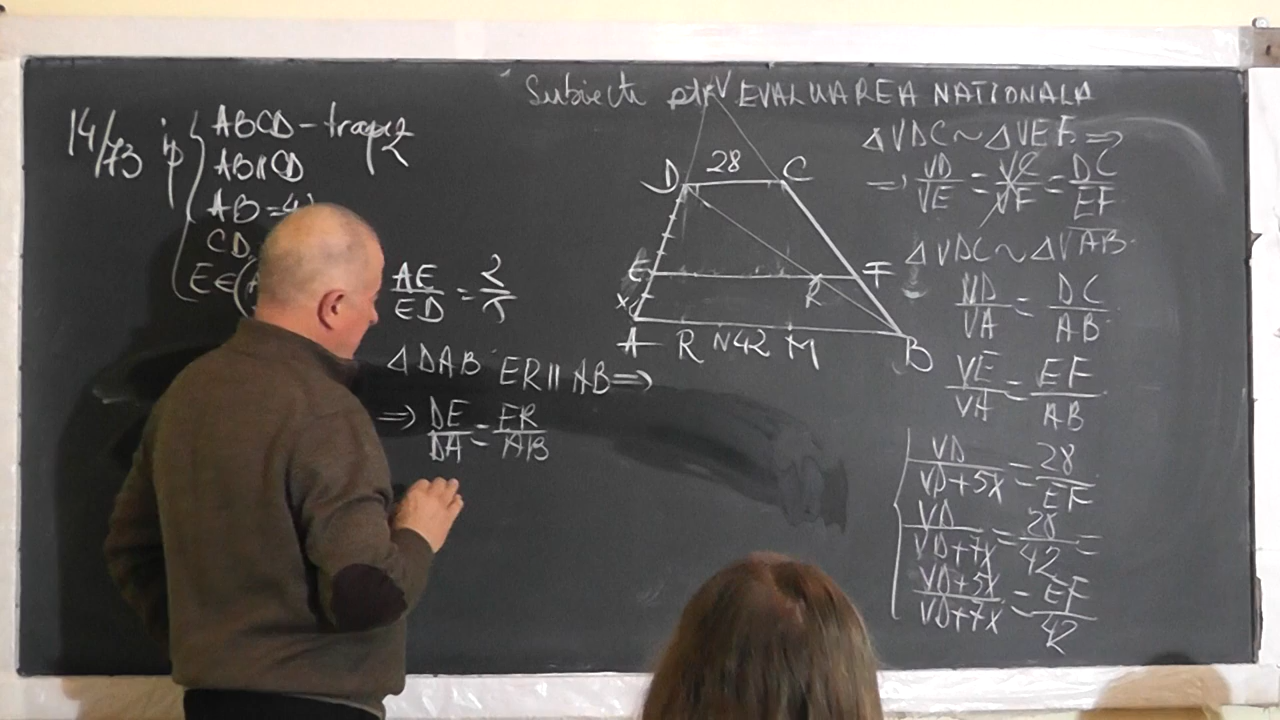 Subiecte ptr EVALUAREA NATIONALA
14/73 ip
ABCD - trapez
AB || CD
AB = 4
CD
E ∈ (A
AE/ED = 2/5
△DAB ER || AB ⇒
⇒ DE/DA = ER/AB
V
D 28 C
E F
x R
A R N 42 M B
△VDC ~ △VEF ⇒
⇒ VD/VE = VC/VF = DC/EF
△VDC ~ △VAB
VD/VA = DC/AB
VE/VA = EF/AB
VD/VD+5x = 28/EF
VD/VD+7x = 28/42 =
VD+5x/VD+7x = EF/42